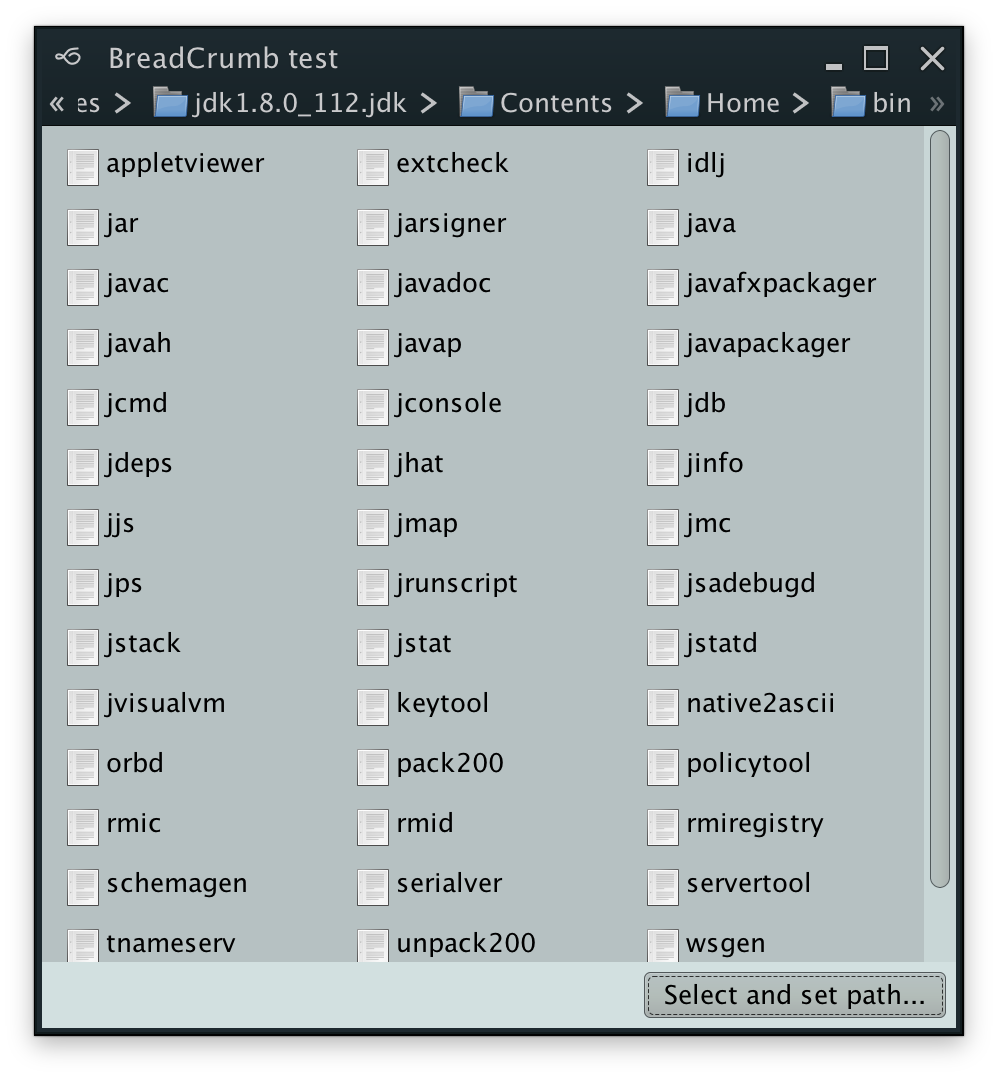 BreadCrumb test
« es > jdk1.8.0_112.jdk > Contents > Home > bin »
appletviewer extcheck idlj
jar jarsigner java
javac javadoc javafxpackager
javah javap javapackager
jcmd jconsole jdb
jdeps jhat jinfo
jjs jmap jmc
jps jrunscript jsadebugd
jstack jstat jstatd
jvisualvm keytool native2ascii
orbd pack200 policytool
rmic rmid rmiregistry
schemagen serialver servertool
tnameserv unpack200 wsgen
Select and set path...